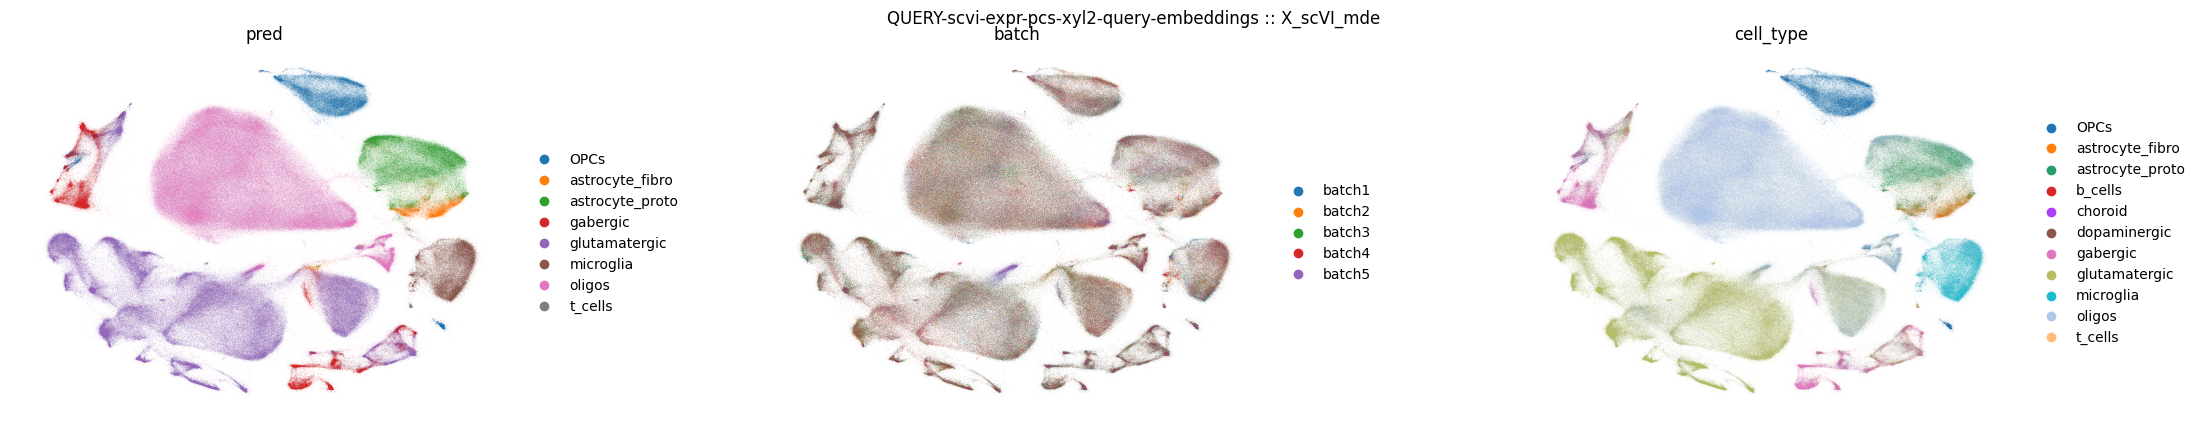 QUERY-scvi-expr-pcs-xyl2-query-embeddings :: X_scVI_mde
pred
OPCs
astrocyte_fibro
astrocyte_proto
gabergic
glutamatergic
microglia
oligos
t_cells
batch
batch1
batch2
batch3
batch4
batch5
cell_type
OPCs
astrocyte_fibro
astrocyte_proto
b_cells
choroid
dopaminergic
gabergic
glutamatergic
microglia
oligos
t_cells